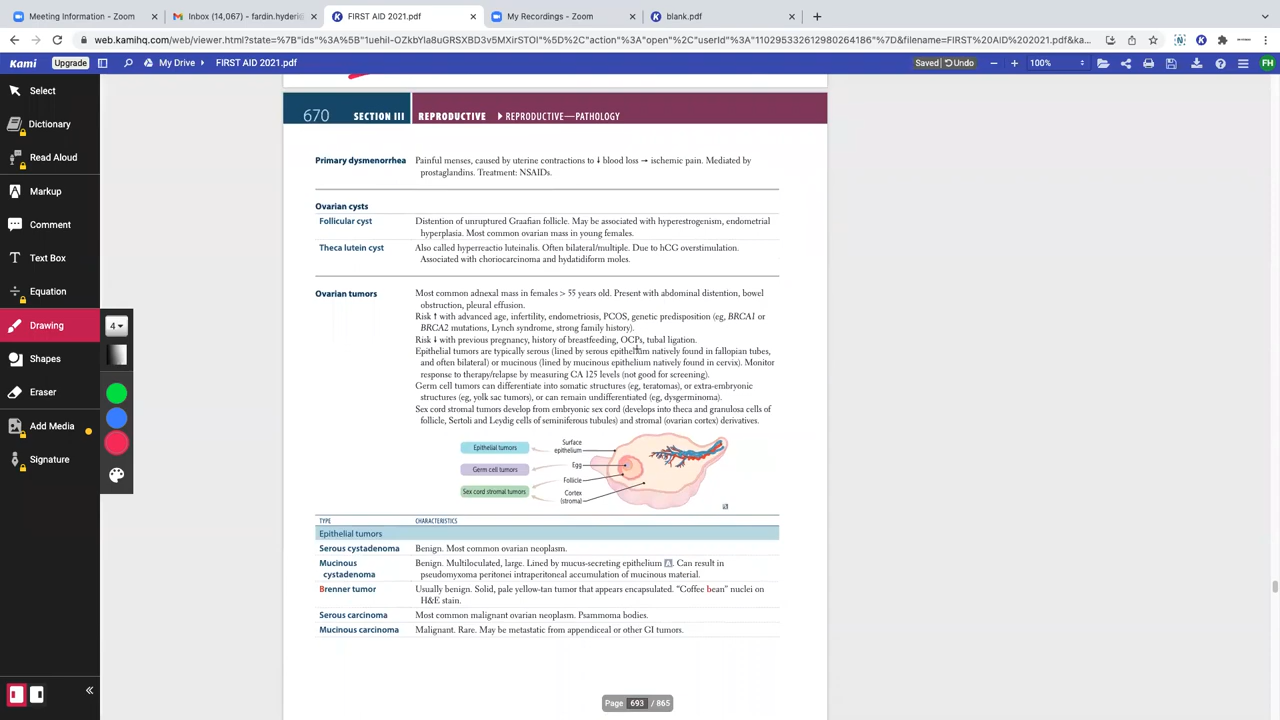 Meeting Information - Zoom
Inbox (14,067) - fardin.hyderi@
FIRST AID 2021.pdf
My Recordings - Zoom
blank.pdf
Kami
Upgrade
My Drive
FIRST AID 2021.pdf
Saved
Undo
100%
FH
Select
Dictionary
Read Aloud
Markup
Comment
Text Box
Equation
Drawing
4
Shapes
Eraser
Add Media
Signature
670 SECTION III REPRODUCTIVE REPRODUCTIVE—PATHOLOGY
Primary dysmenorrhea Painful menses, caused by uterine contractions to ↓ blood loss → ischemic pain. Mediated by
prostaglandins. Treatment: NSAIDs.
Ovarian cysts
Follicular cyst Distention of unruptured Graafian follicle. May be associated with hyperestrogenism, endometrial
hyperplasia. Most common ovarian mass in young females.
Theca lutein cyst Also called hyperreactio luteinalis. Often bilateral/multiple. Due to hCG overstimulation.
Associated with choriocarcinoma and hydatidiform moles.
Ovarian tumors Most common adnexal mass in females > 55 years old. Present with abdominal distention, bowel
obstruction, pleural effusion.
Risk ↑ with advanced age, infertility, endometriosis, PCOS, genetic predisposition (eg, BRCA1 or
BRCA2 mutations, Lynch syndrome, strong family history).
Risk ↓ with previous pregnancy, history of breastfeeding, OCPs, tubal ligation.
Epithelial tumors are typically serous (lined by serous epithelium natively found in fallopian tubes,
and often bilateral) or mucinous (lined by mucinous epithelium natively found in cervix). Monitor
response to therapy/relapse by measuring CA 125 levels (not good for screening).
Germ cell tumors can differentiate into somatic structures (eg, teratomas), or extra-embryonic
structures (eg, yolk sac tumors), or can remain undifferentiated (eg, dysgerminoma).
Sex cord stromal tumors develop from embryonic sex cord (develops into theca and granulosa cells of
follicle, Sertoli and Leydig cells of seminiferous tubules) and stromal (ovarian cortex) derivatives.
Epithelial tumors
Surface
epithelium
Germ cell tumors
Egg
Follicle
Sex cord stromal tumors
Cortex
(stroma)
TYPE CHARACTERISTICS
Epithelial tumors
Serous cystadenoma Benign. Most common ovarian neoplasm.
Mucinous Benign. Multiloculated, large. Lined by mucus-secreting epithelium A. Can result in
cystadenoma pseudomyxoma peritonei intraperitoneal accumulation of mucinous material.
Brenner tumor Usually benign. Solid, pale yellow-tan tumor that appears encapsulated. "Coffee bean" nuclei on
H&E stain.
Serous carcinoma Most common malignant ovarian neoplasm. Psammoma bodies.
Mucinous carcinoma Malignant. Rare. May be metastatic from appendiceal or other GI tumors.
Page 693 / 865